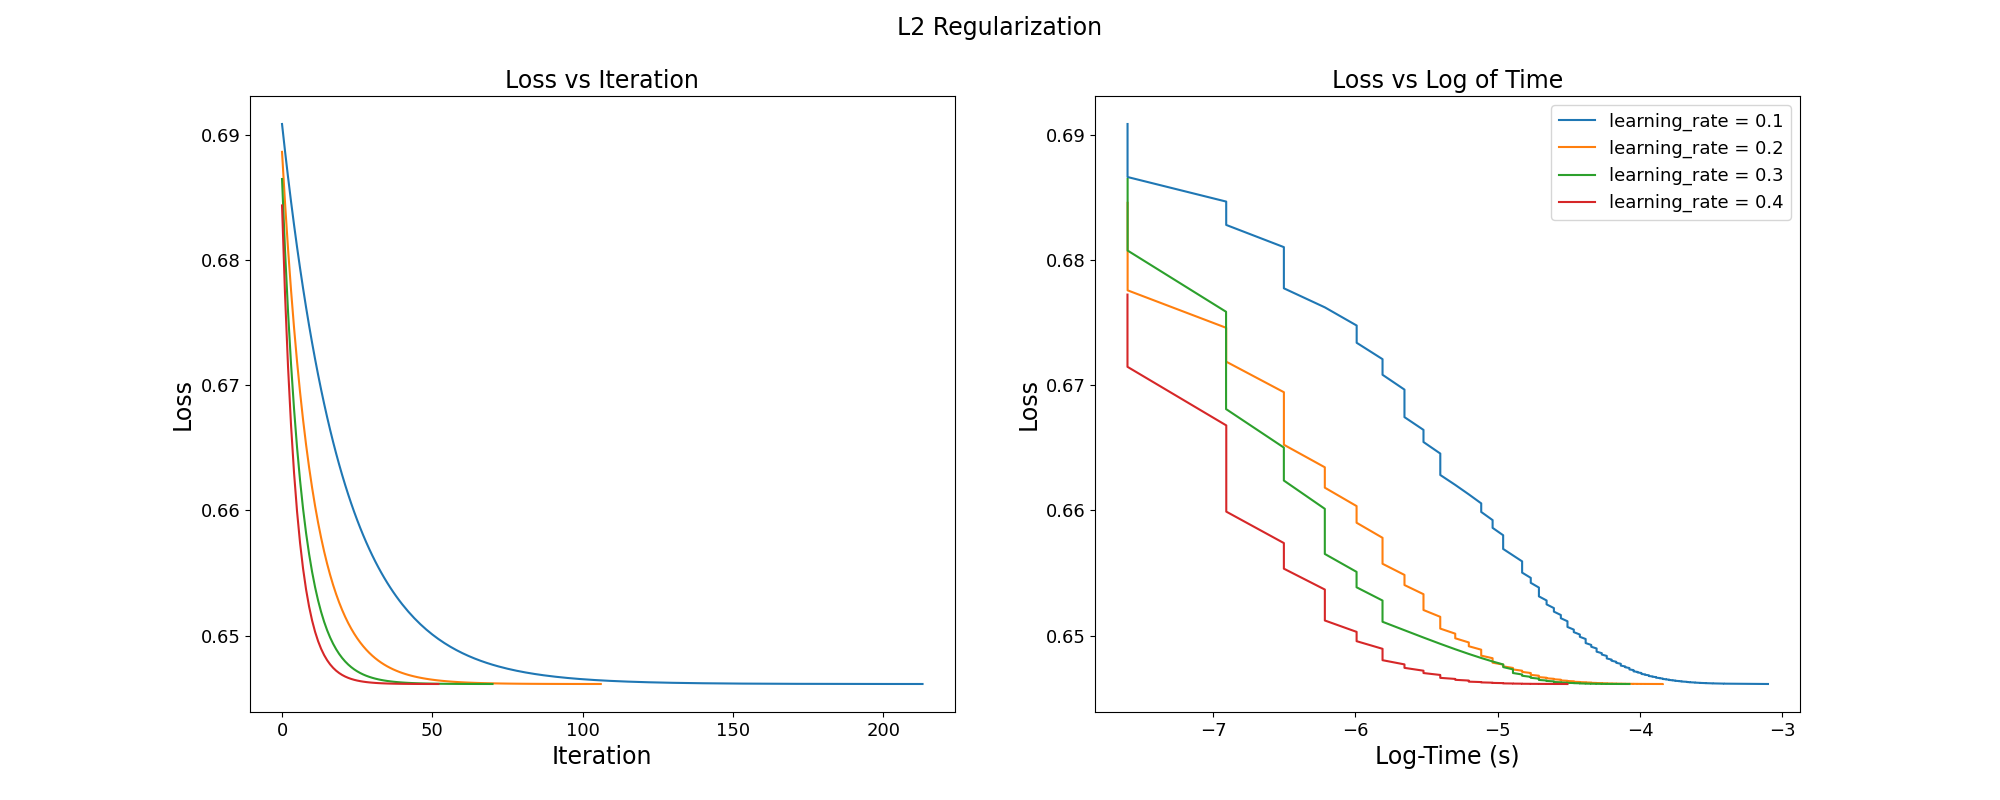 L2 Regularization
Loss vs Iteration
0.69
0.68
0.67
0.66
0.65
Loss
0
50
100
150
200
Iteration
Loss vs Log of Time
learning_rate = 0.1
learning_rate = 0.2
learning_rate = 0.3
learning_rate = 0.4
0.69
0.68
0.67
0.66
0.65
Loss
−7
−6
−5
−4
−3
Log-Time (s)